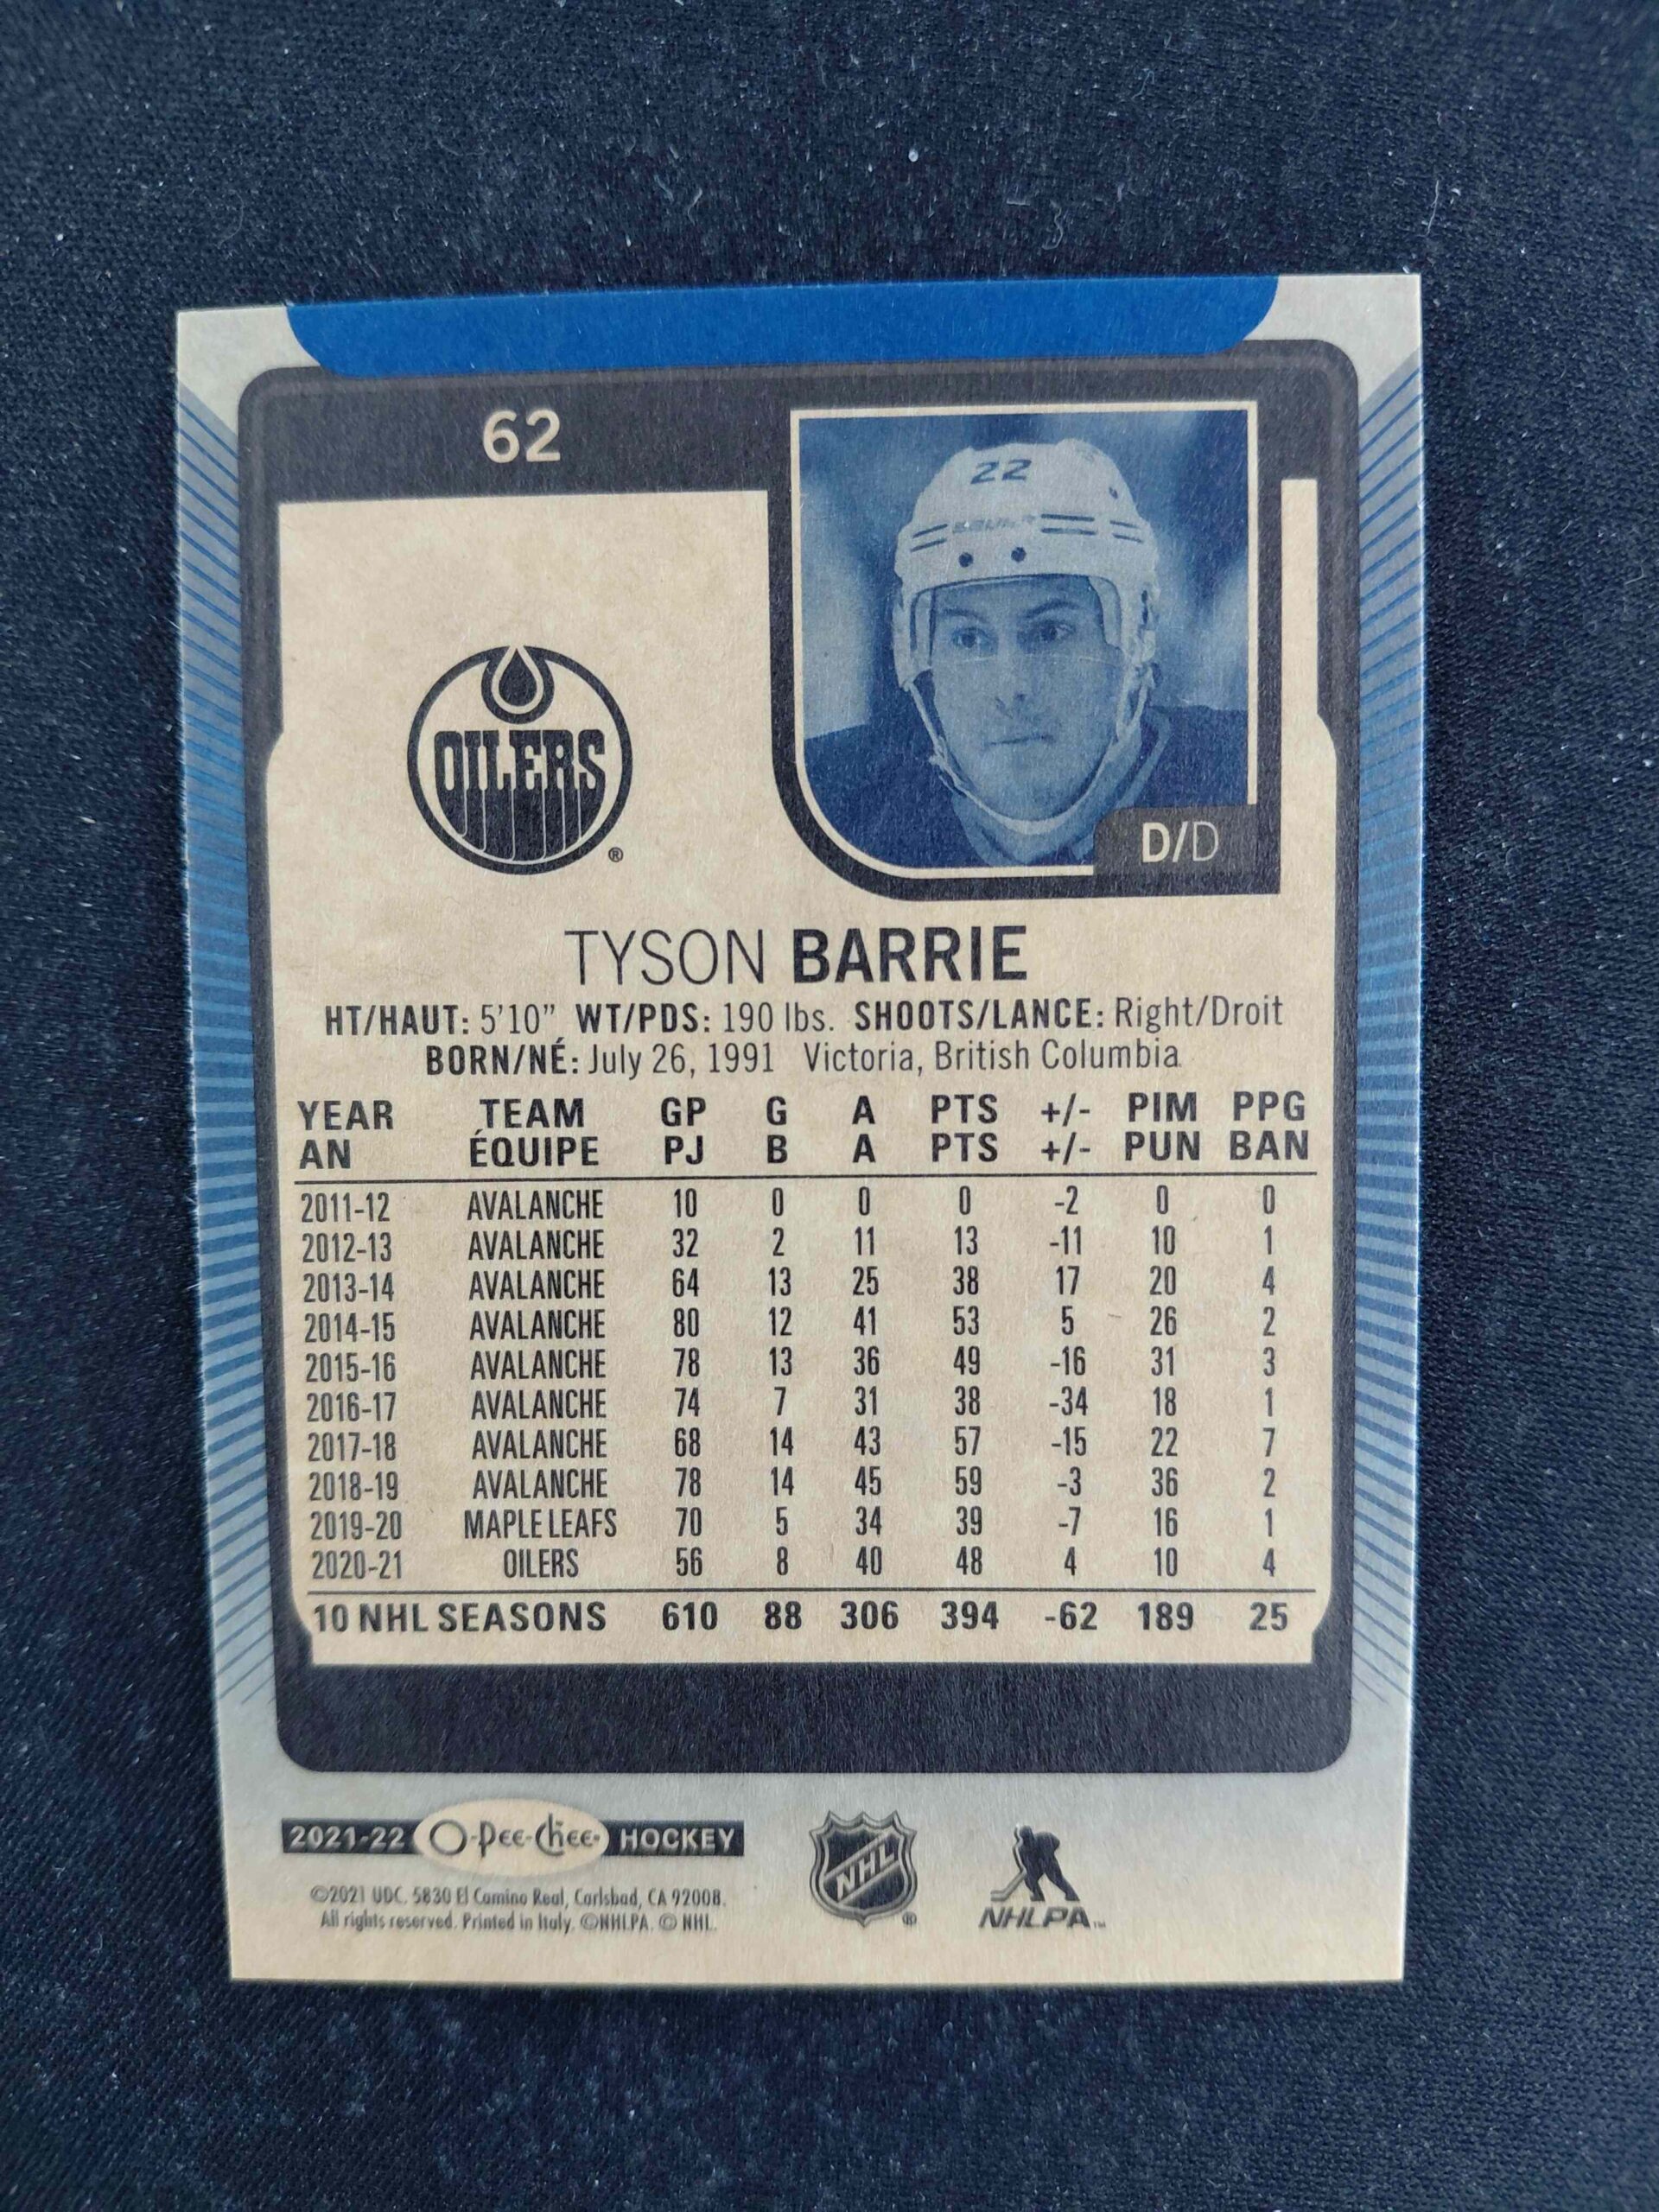 62
22
BAUER
OILERS
®
D/D
TYSON BARRIE
HT/HAUT: 5'10" WT/PDS: 190 lbs. SHOOTS/LANCE: Right/Droit
BORN/NÉ: July 26, 1991 Victoria, British Columbia
YEAR TEAM GP G A PTS +/- PIM PPG
AN ÉQUIPE PJ B A PTS +/- PUN BAN
2011-12 AVALANCHE 10 0 0 0 -2 0 0
2012-13 AVALANCHE 32 2 11 13 -11 10 1
2013-14 AVALANCHE 64 13 25 38 17 20 4
2014-15 AVALANCHE 80 12 41 53 5 26 2
2015-16 AVALANCHE 78 13 36 49 -16 31 3
2016-17 AVALANCHE 74 7 31 38 -34 18 1
2017-18 AVALANCHE 68 14 43 57 -15 22 7
2018-19 AVALANCHE 78 14 45 59 -3 36 2
2019-20 MAPLE LEAFS 70 5 34 39 -7 16 1
2020-21 OILERS 56 8 40 48 4 10 4
10 NHL SEASONS 610 88 306 394 -62 189 25
2021-22 O-Pee-Chee HOCKEY
NHL ®
NHLPA™
©2021 UDC. 5830 El Camino Real, Carlsbad, CA 92008.
All rights reserved. Printed in Italy. ©NHLPA. © NHL.